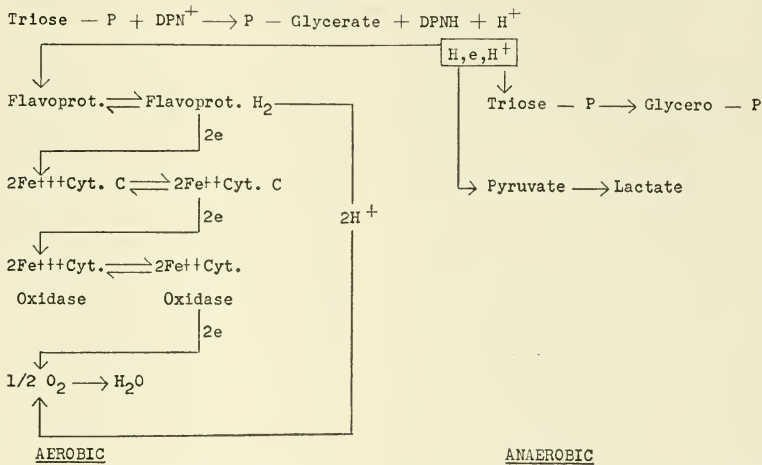 Triose — P + DPN+ → P — Glycerate + DPNH + H+
H,e,H+
Flavoprot. ⇌ Flavoprot. H2
Triose — P → Glycero — P
2e
2Fe+++Cyt. C ⇌ 2Fe++Cyt. C
Pyruvate → Lactate
2e
2H+
2Fe+++Cyt. ⇌ 2Fe++Cyt.
Oxidase Oxidase
2e
1/2 O2 → H2O
AEROBIC
ANAEROBIC